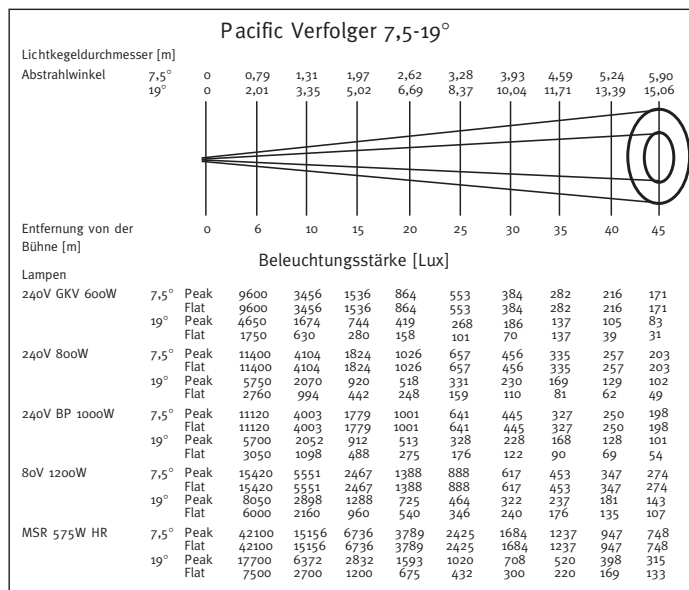 Pacific Verfolger 7,5-19°
Lichtkegeldurchmesser [m]
Abstrahlwinkel 7,5° 0 0,79 1,31 1,97 2,62 3,28 3,93 4,59 5,24 5,90
19° 0 2,01 3,35 5,02 6,69 8,37 10,04 11,71 13,39 15,06
Entfernung von der 0 6 10 15 20 25 30 35 40 45
Bühne [m]
Beleuchtungsstärke [Lux]
Lampen
240V GKV 600W 7,5° Peak 9600 3456 1536 864 553 384 282 216 171
Flat 9600 3456 1536 864 553 384 282 216 171
19° Peak 4650 1674 744 419 268 186 137 105 83
Flat 1750 630 280 158 101 70 137 39 31
240V 800W 7,5° Peak 11400 4104 1824 1026 657 456 335 257 203
Flat 11400 4104 1824 1026 657 456 335 257 203
19° Peak 5750 2070 920 518 331 230 169 129 102
Flat 2760 994 442 248 159 110 81 62 49
240V BP 1000W 7,5° Peak 11120 4003 1779 1001 641 445 327 250 198
Flat 11120 4003 1779 1001 641 445 327 250 198
19° Peak 5700 2052 912 513 328 228 168 128 101
Flat 3050 1098 488 275 176 122 90 69 54
80V 1200W 7,5° Peak 15420 5551 2467 1388 888 617 453 347 274
Flat 15420 5551 2467 1388 888 617 453 347 274
19° Peak 8050 2898 1288 725 464 322 237 181 143
Flat 6000 2160 960 540 346 240 176 135 107
MSR 575W HR 7,5° Peak 42100 15156 6736 3789 2425 1684 1237 947 748
Flat 42100 15156 6736 3789 2425 1684 1237 947 748
19° Peak 17700 6372 2832 1593 1020 708 520 398 315
Flat 7500 2700 1200 675 432 300 220 169 133